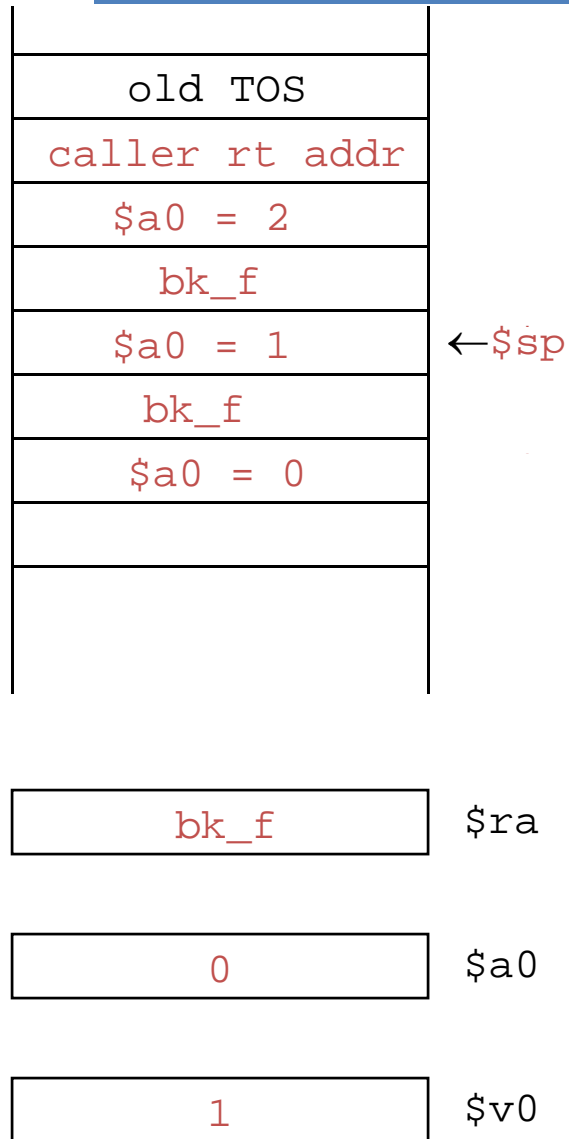 old TOS
caller rt addr
$a0 = 2
bk_f
$a0 = 1 ←$sp
bk_f
$a0 = 0
bk_f $ra
0 $a0
1 $v0